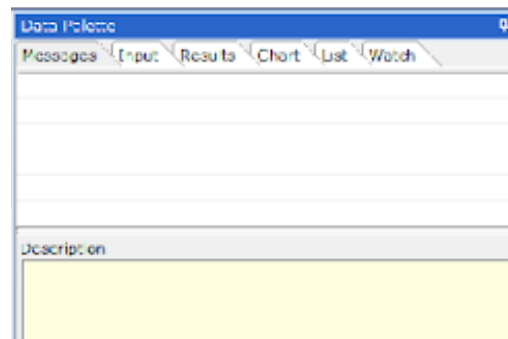 Data Palette
Messages Input Results Chart List Watch
Description